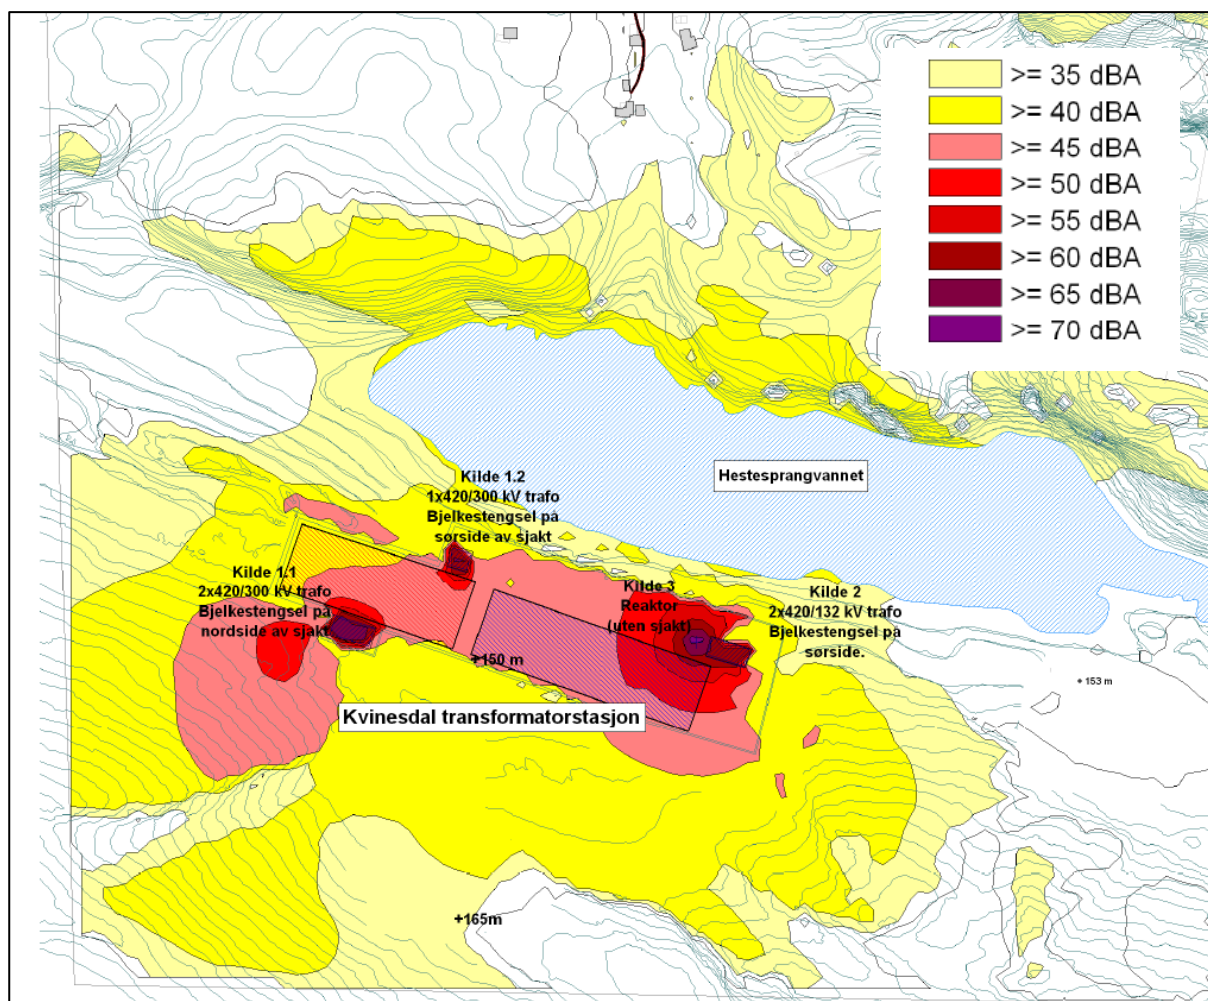 >= 35 dBA
>= 40 dBA
>= 45 dBA
>= 50 dBA
>= 55 dBA
>= 60 dBA
>= 65 dBA
>= 70 dBA
Hestesprangvannet
Kilde 1.2
1x420/300 kV trafo
Bjelkestengsel på
sørside av sjakt
Kilde 1.1
2x420/300 kV trafo
Bjelkestengsel på
nordside av sjakt
Kilde 3
Reaktor
(uten sjakt)
Kilde 2
2x420/132 kV trafo
Bjelkestengsel på
sørside.
+150 m
+ 153 m
Kvinesdal transformatorstasjon
+165m